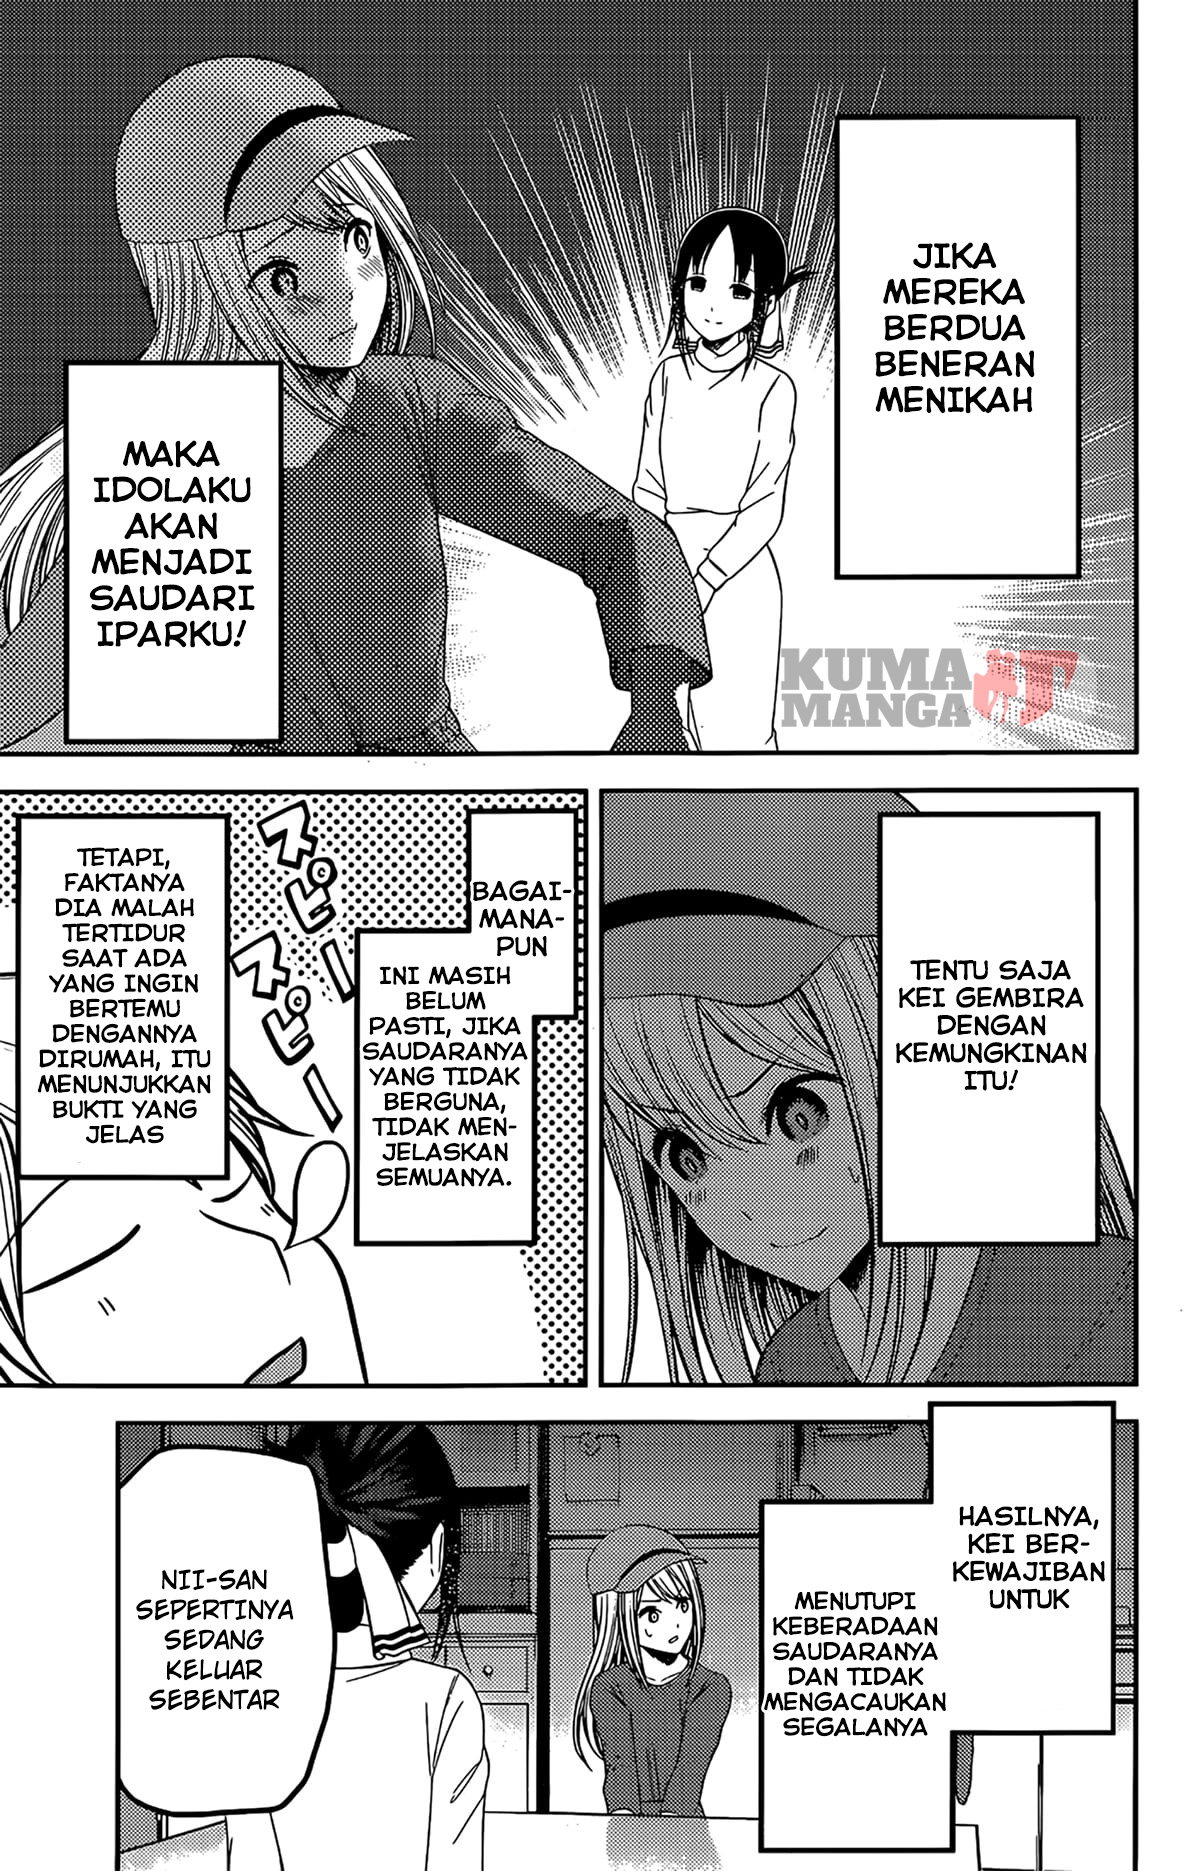 JIKA
MEREKA
BERDUA
BENERAN
MENIKAH
MAKA
IDOLAKU
AKAN
MENJADI
SAUDARI
IPARKU!
KUMA
MANGA
TENTU SAJA
KEI GEMBIRA
DENGAN
KEMUNGKINAN
ITU!
BAGAI-
MANA-
PUN
INI MASIH
BELUM
PASTI, JIKA
SAUDARANYA
YANG TIDAK
BERGUNA,
TIDAK MEN-
JELASKAN
SEMUANYA.
スピー
スピー
TETAPI,
FAKTANYA
DIA MALAH
TERTIDUR
SAAT ADA
YANG INGIN
BERTEMU
DENGANNYA
DIRUMAH, ITU
MENUNJUKKAN
BUKTI YANG
JELAS
HASILNYA,
KEI BER-
KEWAJIBAN
UNTUK
MENUTUPI
KEBERADAAN
SAUDARANYA
DAN TIDAK
MENGACAUKAN
SEGALANYA
NII-SAN
SEPERTINYA
SEDANG
KELUAR
SEBENTAR